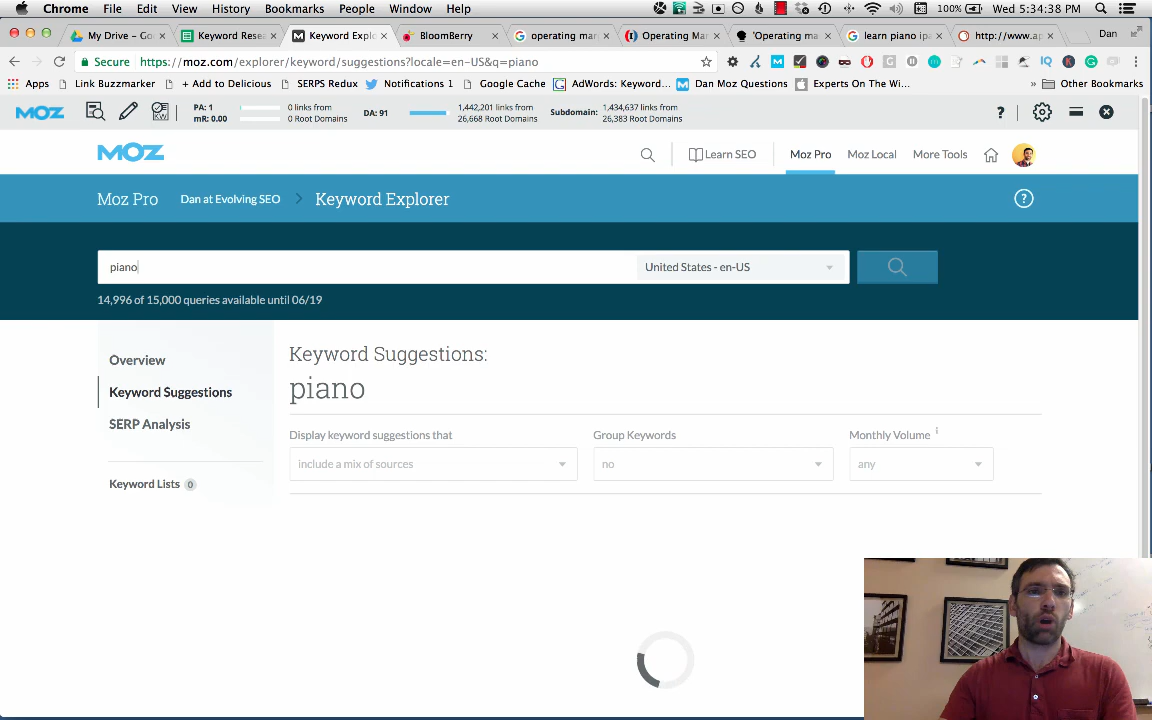 Chrome File Edit View History Bookmarks People Window Help 100% Wed 5:34:38 PM
My Drive – Go
Keyword Resea
Keyword Explo
BloomBerry
operating mar
Operating Mar
'Operating ma
learn piano ip
http://www.ap
Dan
Secure https://moz.com/explorer/keyword/suggestions?locale=en-US&q=piano
Apps Link Buzzmarker + Add to Delicious SERPS Redux Notifications 1 Google Cache AdWords: Keyword... Dan Moz Questions Experts On The Wi... » Other Bookmarks
MOZ
KW
PA: 1
mR: 0.00
0 links from
0 Root Domains
DA: 91
1,442,201 links from
26,668 Root Domains
Subdomain:
1,434,637 links from
26,383 Root Domains
?
MOZ Learn SEO Moz Pro Moz Local More Tools
Moz Pro Dan at Evolving SEO Keyword Explorer ?
piano United States - en-US
14,996 of 15,000 queries available until 06/19
Overview
Keyword Suggestions
SERP Analysis
Keyword Lists 0
Keyword Suggestions:
piano
Display keyword suggestions that Group Keywords Monthly Volume i
include a mix of sources no any